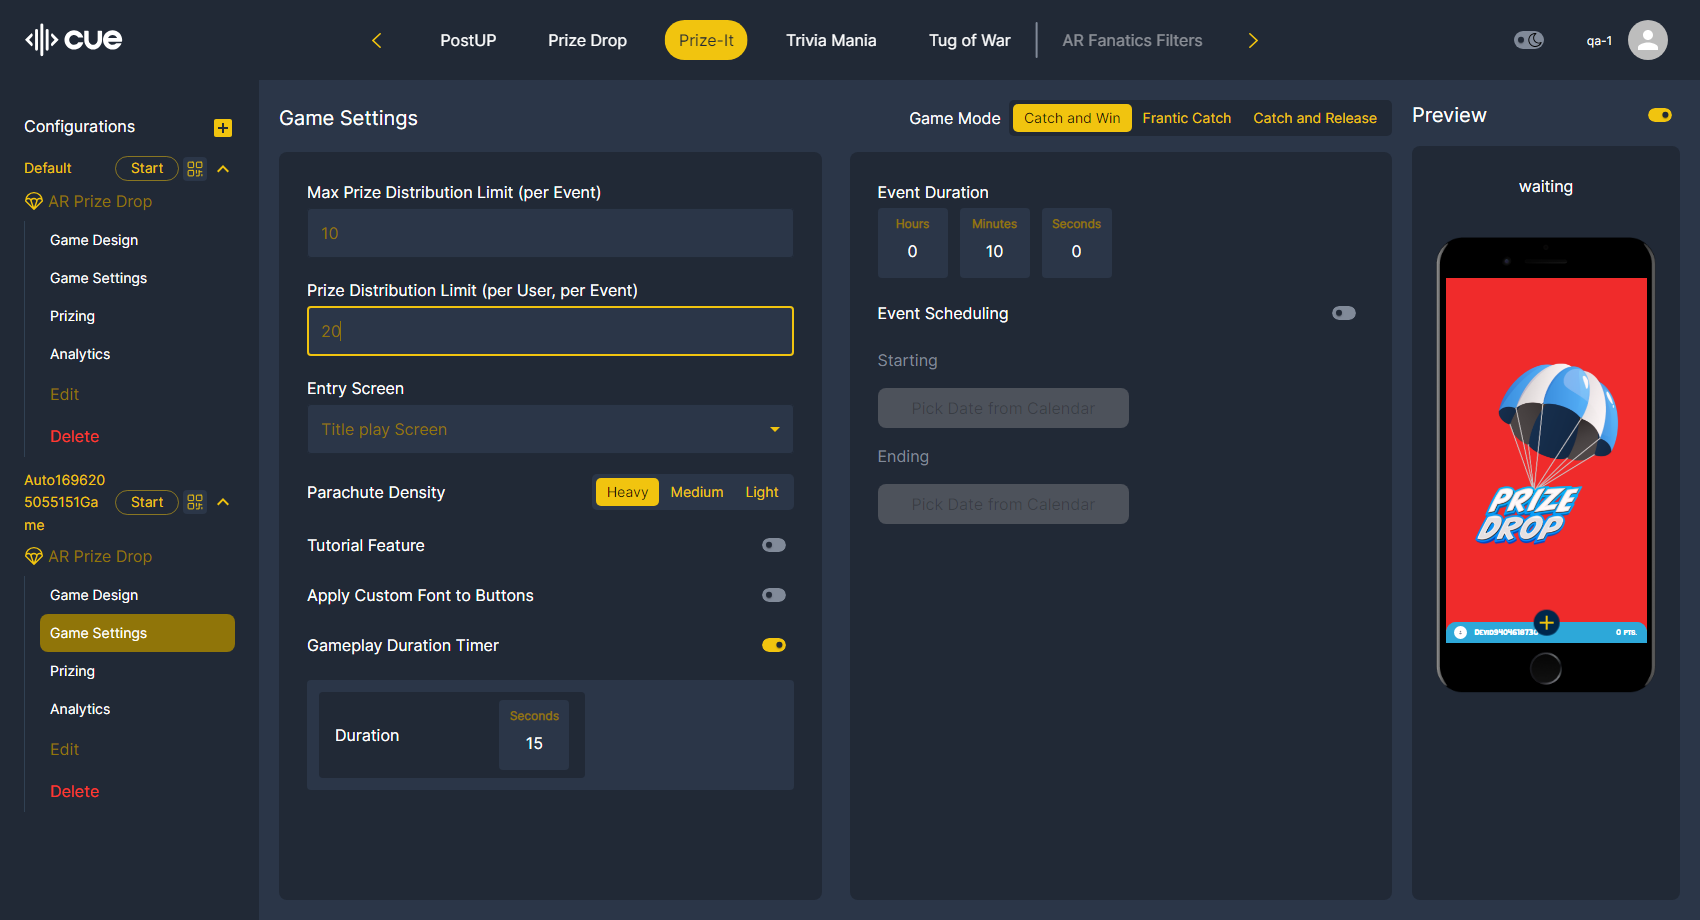 cue
PostUP
Prize Drop
Prize-It
Trivia Mania
Tug of War
AR Fanatics Filters
qa-1
Configurations
Default
Start
AR Prize Drop
Game Design
Game Settings
Prizing
Analytics
Edit
Delete
Auto169620
5055151Ga
me
Start
AR Prize Drop
Game Design
Game Settings
Prizing
Analytics
Edit
Delete
Game Settings
Game Mode
Catch and Win
Frantic Catch
Catch and Release
Max Prize Distribution Limit (per Event)
10
Prize Distribution Limit (per User, per Event)
20
Entry Screen
Title play Screen
Parachute Density
Heavy
Medium
Light
Tutorial Feature
Apply Custom Font to Buttons
Gameplay Duration Timer
Duration
Seconds
15
Event Duration
Hours
0
Minutes
10
Seconds
0
Event Scheduling
Starting
Pick Date from Calendar
Ending
Pick Date from Calendar
Preview
waiting
PRIZE
DROP
0 PTS.